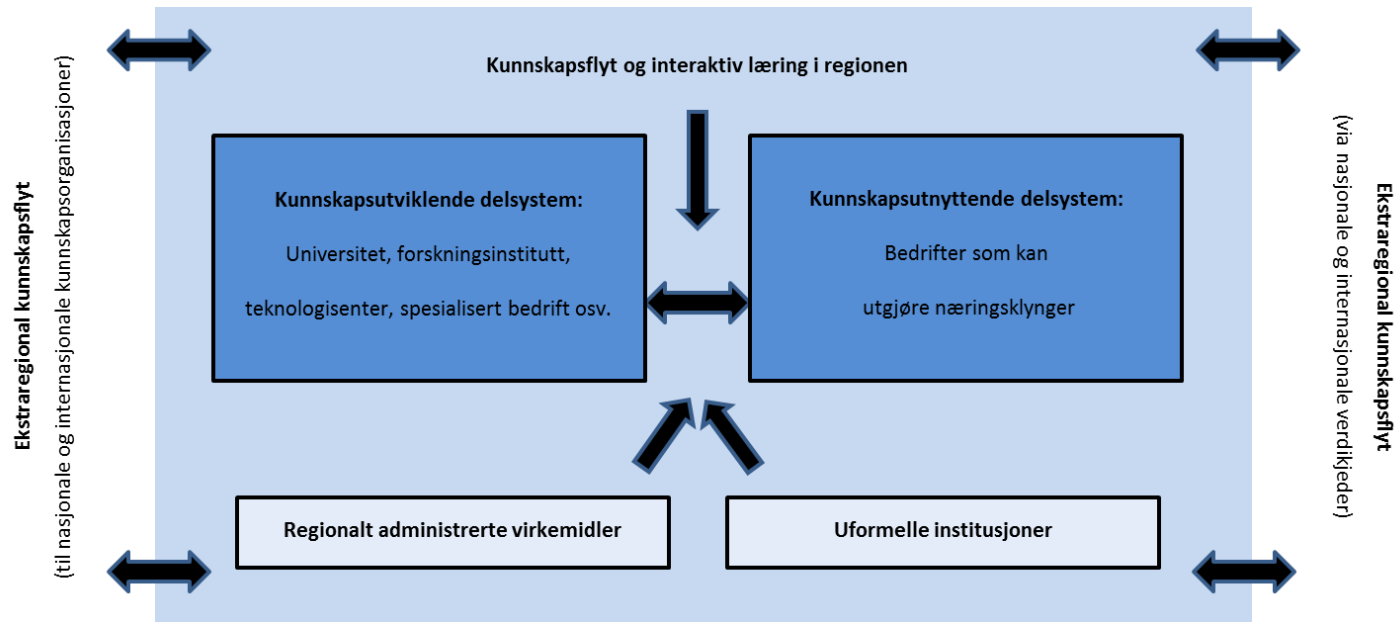 Kunnskapsflyt og interaktiv læring i regionen
Ekstraregional kunnskapsflyt
(til nasjonale og internasjonale kunnskapsorganisasjoner)
Kunnskapsutviklende delsystem:
Universitet, forskningsinstitutt,
teknologisenter, spesialisert bedrift osv.
Kunnskapsutnyttende delsystem:
Bedrifter som kan
utgjøre næringsklynger
Ekstraregional kunnskapsflyt
(via nasjonale og internasjonale verdikjeder)
Regionalt administrerte virkemidler
Uformelle institusjoner